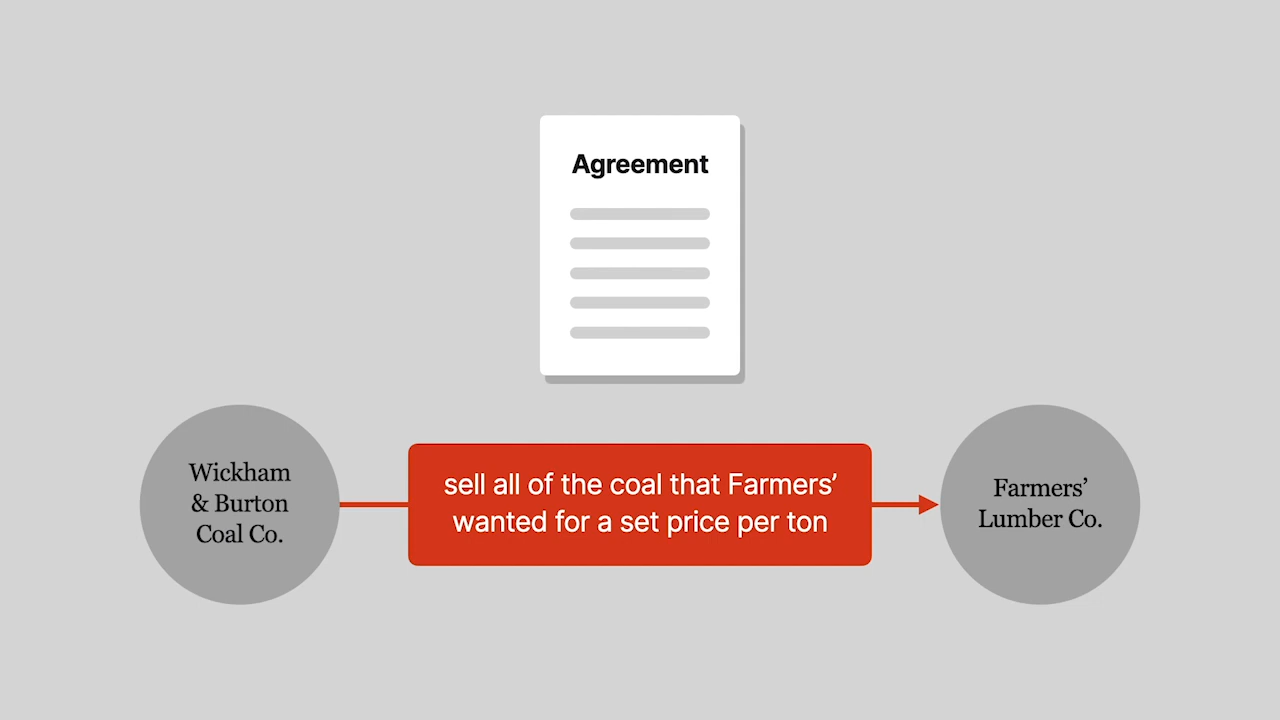 Agreement
Wickham
& Burton
Coal Co.
sell all of the coal that Farmers’
wanted for a set price per ton
Farmers’
Lumber Co.